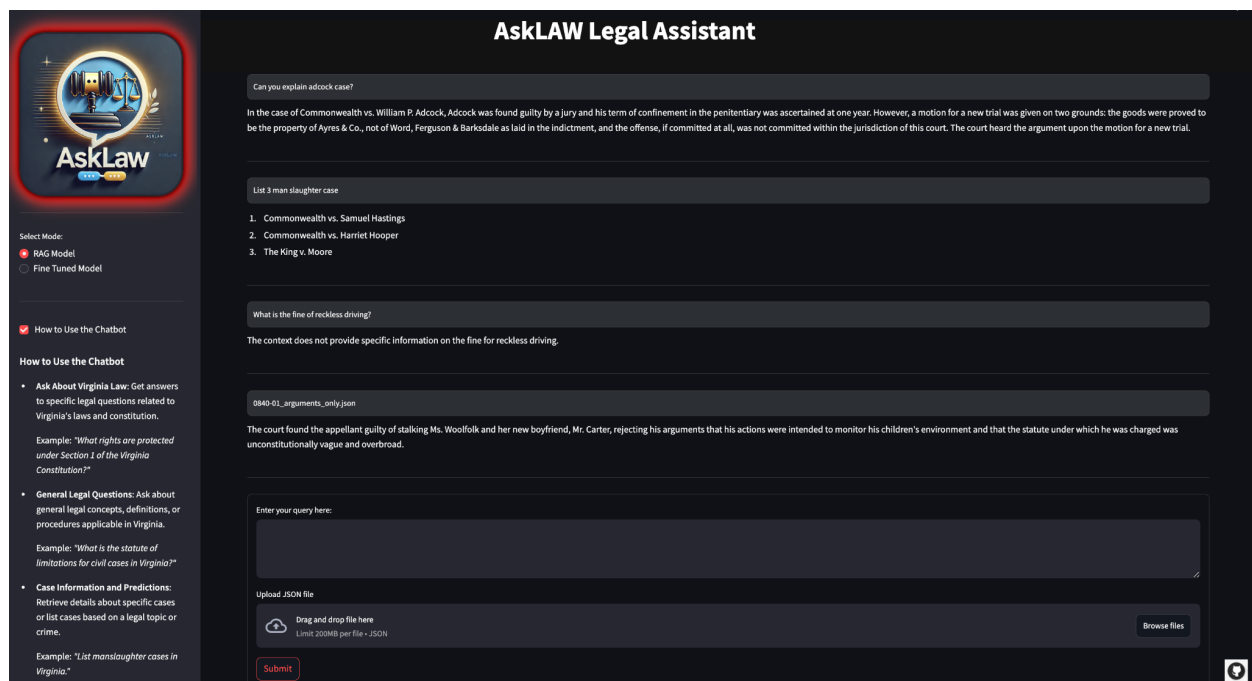 AskLAW Legal Assistant
AskLaw
Select Mode:
RAG Model
Fine Tuned Model
How to Use the Chatbot
How to Use the Chatbot
• Ask About Virginia Law: Get answers
to specific legal questions related to
Virginia's laws and constitution.
Example: "What rights are protected
under Section 1 of the Virginia
Constitution?"
• General Legal Questions: Ask about
general legal concepts, definitions, or
procedures applicable in Virginia.
Example: "What is the statute of
limitations for civil cases in Virginia?"
• Case Information and Predictions:
Retrieve details about specific cases
or list cases based on a legal topic or
crime.
Example: "List manslaughter cases in
Virginia."
Can you explain adcock case?
In the case of Commonwealth vs. William P. Adcock, Adcock was found guilty by a jury and his term of confinement in the penitentiary was ascertained at one year. However, a motion for a new trial was given on two grounds: the goods were proved to
be the property of Ayres & Co., not of Word, Ferguson & Barksdale as laid in the indictment, and the offense, if committed at all, was not committed within the jurisdiction of this court. The court heard the argument upon the motion for a new trial.
List 3 man slaughter case
1. Commonwealth vs. Samuel Hastings
2. Commonwealth vs. Harriet Hooper
3. The King v. Moore
What is the fine of reckless driving?
The context does not provide specific information on the fine for reckless driving.
0840-01_arguments_only.json
The court found the appellant guilty of stalking Ms. Woolfolk and her new boyfriend, Mr. Carter, rejecting his arguments that his actions were intended to monitor his children's environment and that the statute under which he was charged was
unconstitutionally vague and overbroad.
Enter your query here:
Upload JSON file
Drag and drop file here
Limit 200MB per file • JSON
Browse files
Submit